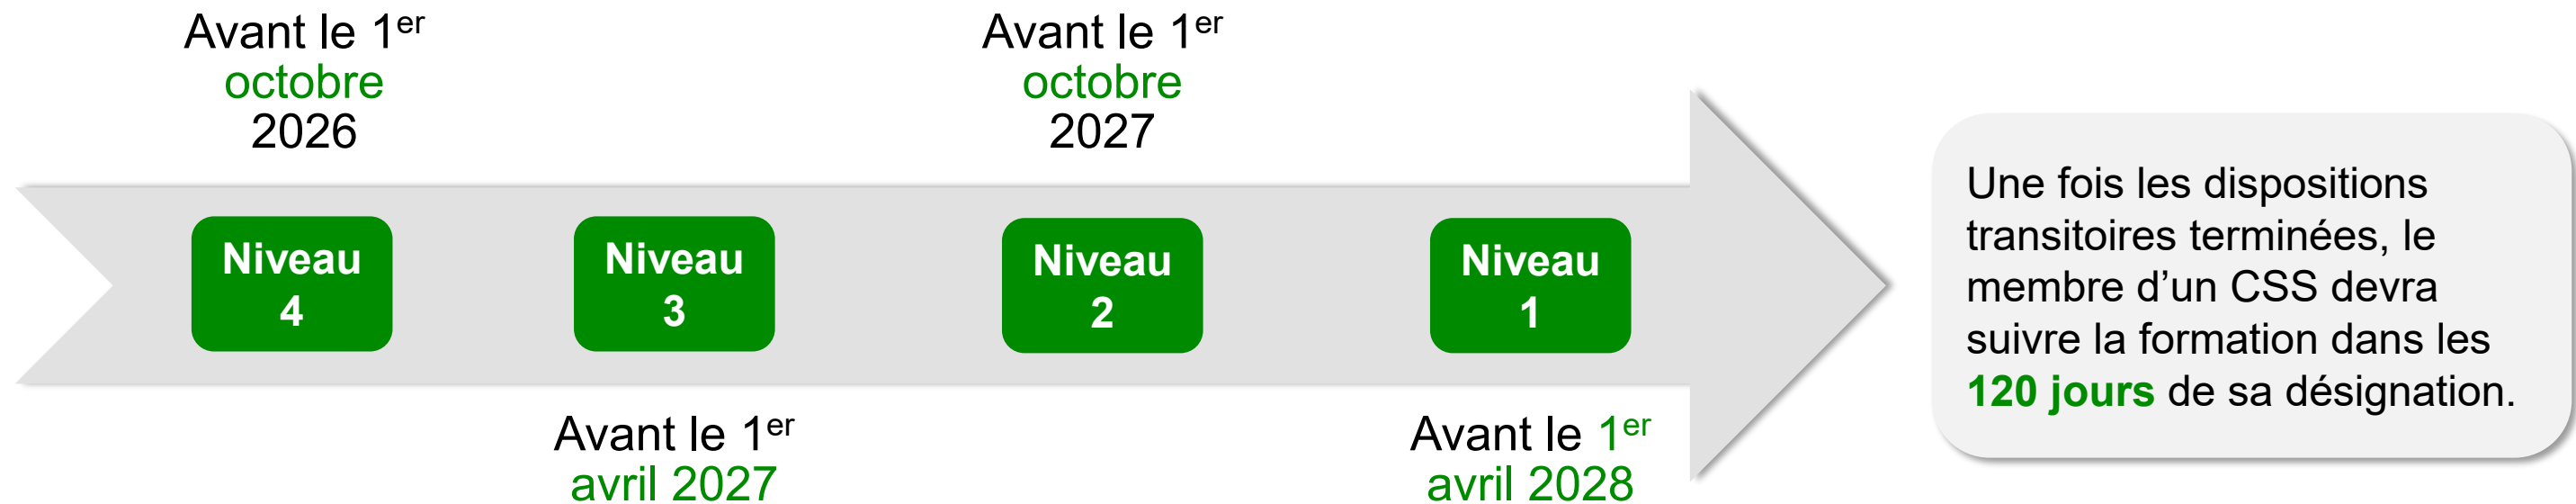 Avant le 1er
octobre
2026
Avant le 1er
octobre
2027
Niveau
4
Niveau
3
Niveau
2
Niveau
1
Avant le 1er
avril 2027
Avant le 1er
avril 2028
Une fois les dispositions
transitoires terminées, le
membre d’un CSS devra
suivre la formation dans les
120 jours de sa désignation.